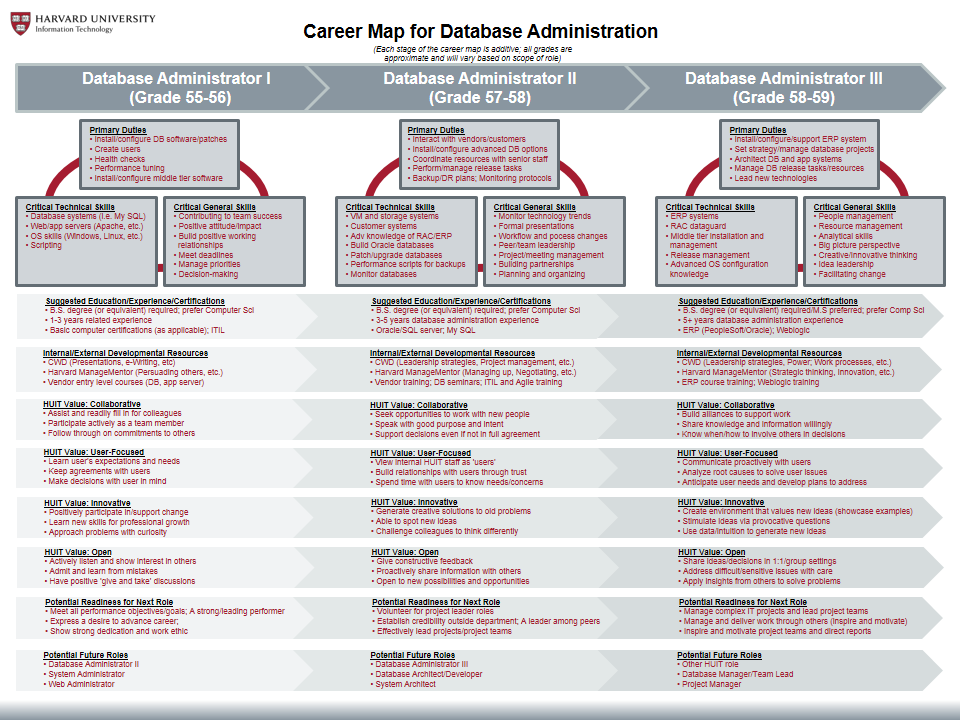 HARVARD UNIVERSITY
Information Technology
Career Map for Database Administration
(Each stage of the career map is additive; all grades are
approximate and will vary based on scope of role)
Database Administrator I
(Grade 55-56)
Database Administrator II
(Grade 57-58)
Database Administrator III
(Grade 58-59)
Primary Duties
• Install/configure DB software/patches
• Create users
• Health checks
• Performance tuning
• Install/configure middle tier software
Primary Duties
• Interact with vendors/customers
• Install/configure advanced DB options
• Coordinate resources with senior staff
• Perform/manage release tasks
• Backup/DR plans; Monitoring protocols
Primary Duties
• Install/configure/support ERP system
• Set strategy/manage database projects
• Architect DB and app systems
• Manage DB release tasks/resources
• Lead new technologies
Critical Technical Skills
• Database systems (i.e. My SQL)
• Web/app servers (Apache, etc.)
• OS skills (Windows, Linux, etc.)
• Scripting
Critical General Skills
• Contributing to team success
• Positive attitude/impact
• Build positive working
relationships
• Meet deadlines
• Manage priorities
• Decision-making
Critical Technical Skills
• VM and storage systems
• Customer systems
• Adv knowledge of RAC/ERP
• Build Oracle databases
• Patch/upgrade databases
• Performance scripts for backups
• Monitor databases
Critical General Skills
• Monitor technology trends
• Formal presentations
• Workflow and pocess changes
• Peer/team leadership
• Project/meeting management
• Building partnerships
• Planning and organizing
Critical Technical Skills
• ERP systems
• RAC dataguard
• Middle tier installation and
management
• Release management
• Advanced OS configuration
knowledge
Critical General Skills
• People management
• Resource management
• Analytical skills
• Big picture perspective
• Creative/innovative thinking
• Idea leadership
• Facilitating change
Suggested Education/Experience/Certifications
• B.S. degree (or equivalent) required; prefer Computer Sci
• 1-3 years related experience
• Basic computer certifications (as applicable); ITIL
Suggested Education/Experience/Certifications
• B.S. degree (or equivalent) required; prefer Computer Sci
• 3-5 years database administration experience
• Oracle/SQL server; My SQL
Suggested Education/Experience/Certifications
• B.S. degree (or equivalent) required/M.S preferred; prefer Comp Sci
• 5+ years database administration experience
• ERP (PeopleSoft/Oracle); Weblogic
Internal/External Developmental Resources
• CWD (Presentations, e-Writing, etc)
• Harvard ManageMentor (Persuading others, etc.)
• Vendor entry level courses (DB, app server)
Internal/External Developmental Resources
• CWD (Leadership strategies, Project management, etc.)
• Harvard ManageMentor (Managing up, Negotiating, etc.)
• Vendor training; DB seminars; ITIL and Agile training
Internal/External Developmental Resources
• CWD (Leadership strategies, Power; Work processes, etc.)
• Harvard ManageMentor (Strategic thinking, Innovation, etc.)
• ERP course training; Weblogic training
HUIT Value: Collaborative
• Assist and readily fill in for colleagues
• Participate actively as a team member
• Follow through on commitments to others
HUIT Value: Collaborative
• Seek opportunities to work with new people
• Speak with good purpose and intent
• Support decisions even if not in full agreement
HUIT Value: Collaborative
• Build alliances to support work
• Share knowledge and information willingly
• Know when/how to involve others in decisions
HUIT Value: User-Focused
• Learn user's expectations and needs
• Keep agreements with users
• Make decisions with user in mind
HUIT Value: User-Focused
• View internal HUIT staff as 'users'
• Build relationships with users through trust
• Spend time with users to know needs/concerns
HUIT Value: User-Focused
• Communicate proactively with users
• Analyze root causes to solve user issues
• Anticipate user needs and develop plans to address
HUIT Value: Innovative
• Positively participate in/support change
• Learn new skills for professional growth
• Approach problems with curiosity
HUIT Value: Innovative
• Generate creative solutions to old problems
• Able to spot new ideas
• Challenge colleagues to think differently
HUIT Value: Innovative
• Create environment that values new ideas (showcase examples)
• Stimulate ideas via provocative questions
• Use data/intuition to generate new ideas
HUIT Value: Open
• Actively listen and show interest in others
• Admit and learn from mistakes
• Have positive 'give and take' discussions
HUIT Value: Open
• Give constructive feedback
• Proactively share information with others
• Open to new possibilities and opportunities
HUIT Value: Open
• Share ideas/decisions in 1:1/group settings
• Address difficult/sensitive issues with care
• Apply insights from others to solve problems
Potential Readiness for Next Role
• Meet all performance objectives/goals; A strong/leading performer
• Express a desire to advance career;
• Show strong dedication and work ethic
Potential Readiness for Next Role
• Volunteer for project leader roles
• Establish credibility outside department; A leader among peers
• Effectively lead projects/project teams
Potential Readiness for Next Role
• Manage complex IT projects and lead project teams
• Manage and deliver work through others (inspire and motivate)
• Inspire and motivate project teams and direct reports
Potential Future Roles
• Database Administrator II
• System Administrator
• Web Administrator
Potential Future Roles
• Database Administrator III
• Database Architect/Developer
• System Architect
Potential Future Roles
• Other HUIT role
• Database Manager/Team Lead
• Project Manager